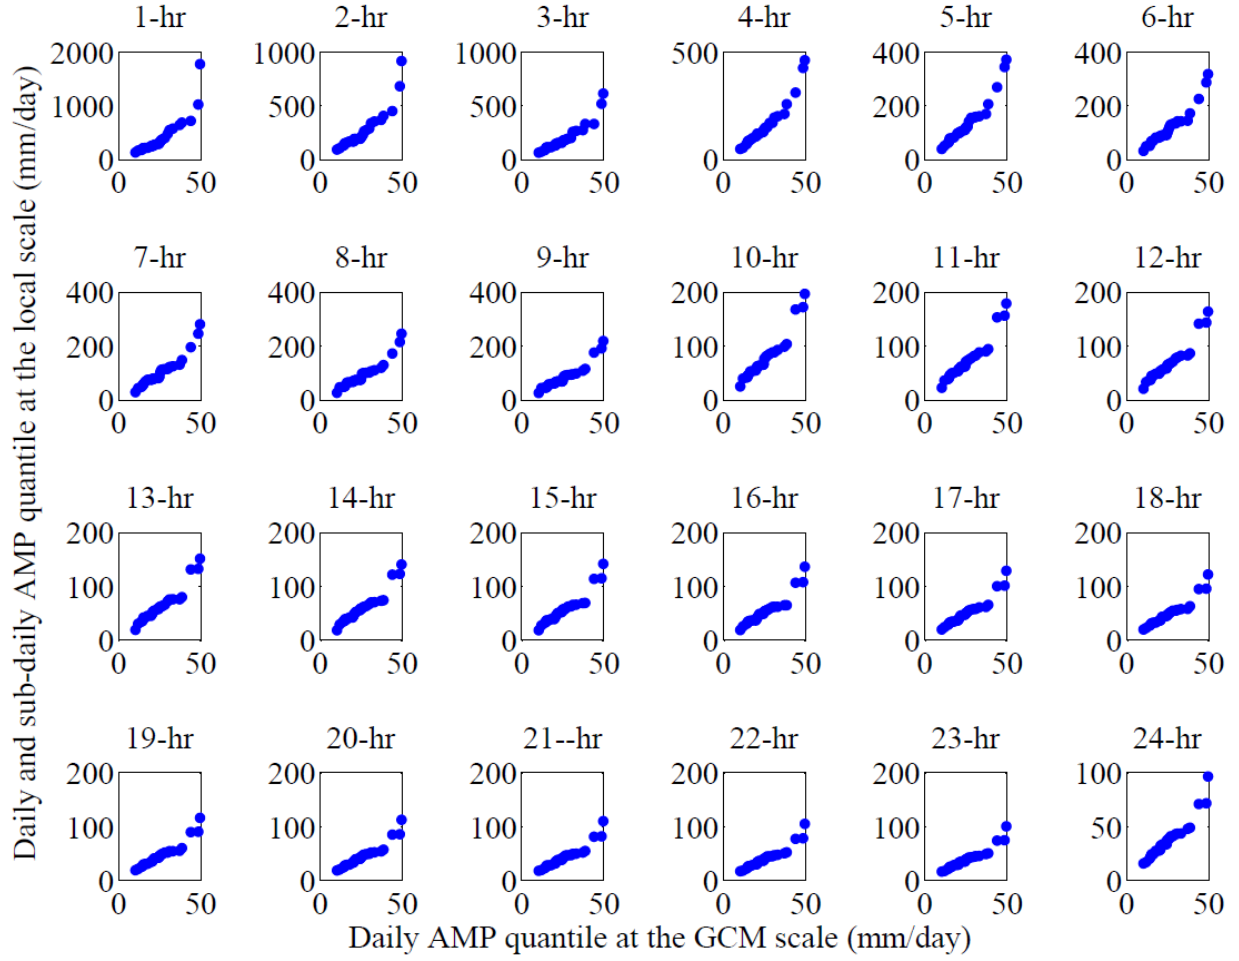 1-hr 2-hr 3-hr 4-hr 5-hr 6-hr
2000 1000 1000 500 400 400
1000 500 500 200 200
0 0 0 0 0 0
0 50 0 50 0 50 0 50 0 50 0 50
7-hr 8-hr 9-hr 10-hr 11-hr 12-hr
400 400 400 200 200 200
200 200 200 100 100 100
0 0 0 0 0 0
0 50 0 50 0 50 0 50 0 50 0 50
13-hr 14-hr 15-hr 16-hr 17-hr 18-hr
200 200 200 200 200 200
100 100 100 100 100 100
0 0 0 0 0 0
0 50 0 50 0 50 0 50 0 50 0 50
19-hr 20-hr 21--hr 22-hr 23-hr 24-hr
200 200 200 200 200 100
100 100 100 100 100 50
0 0 0 0 0 0
0 50 0 50 0 50 0 50 0 50 0 50
Daily AMP quantile at the GCM scale (mm/day)
Daily and sub-daily AMP quantile at the local scale (mm/day)